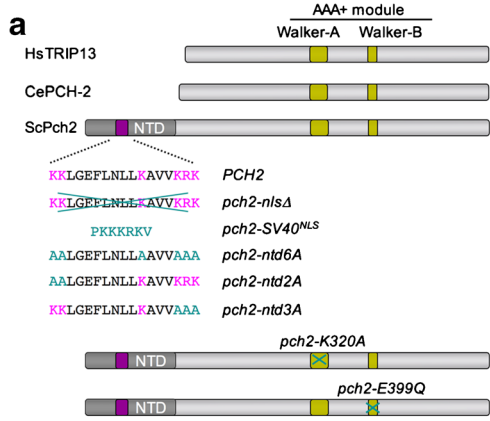 a
AAA+ module
Walker-A Walker-B
HsTRIP13
CePCH-2
ScPch2 NTD
KKLGEFLNLLKAVVKRK PCH2
KKLGEFLNLLKAVVKRK pch2-nlsΔ
PKKKRKV pch2-SV40NLS
AALGEFLNLLAAVVAAA pch2-ntd6A
AALGEFLNLLKAVVKRK pch2-ntd2A
KKLGEFLNLLKAVVAAA pch2-ntd3A
pch2-K320A
NTD
pch2-E399Q
NTD